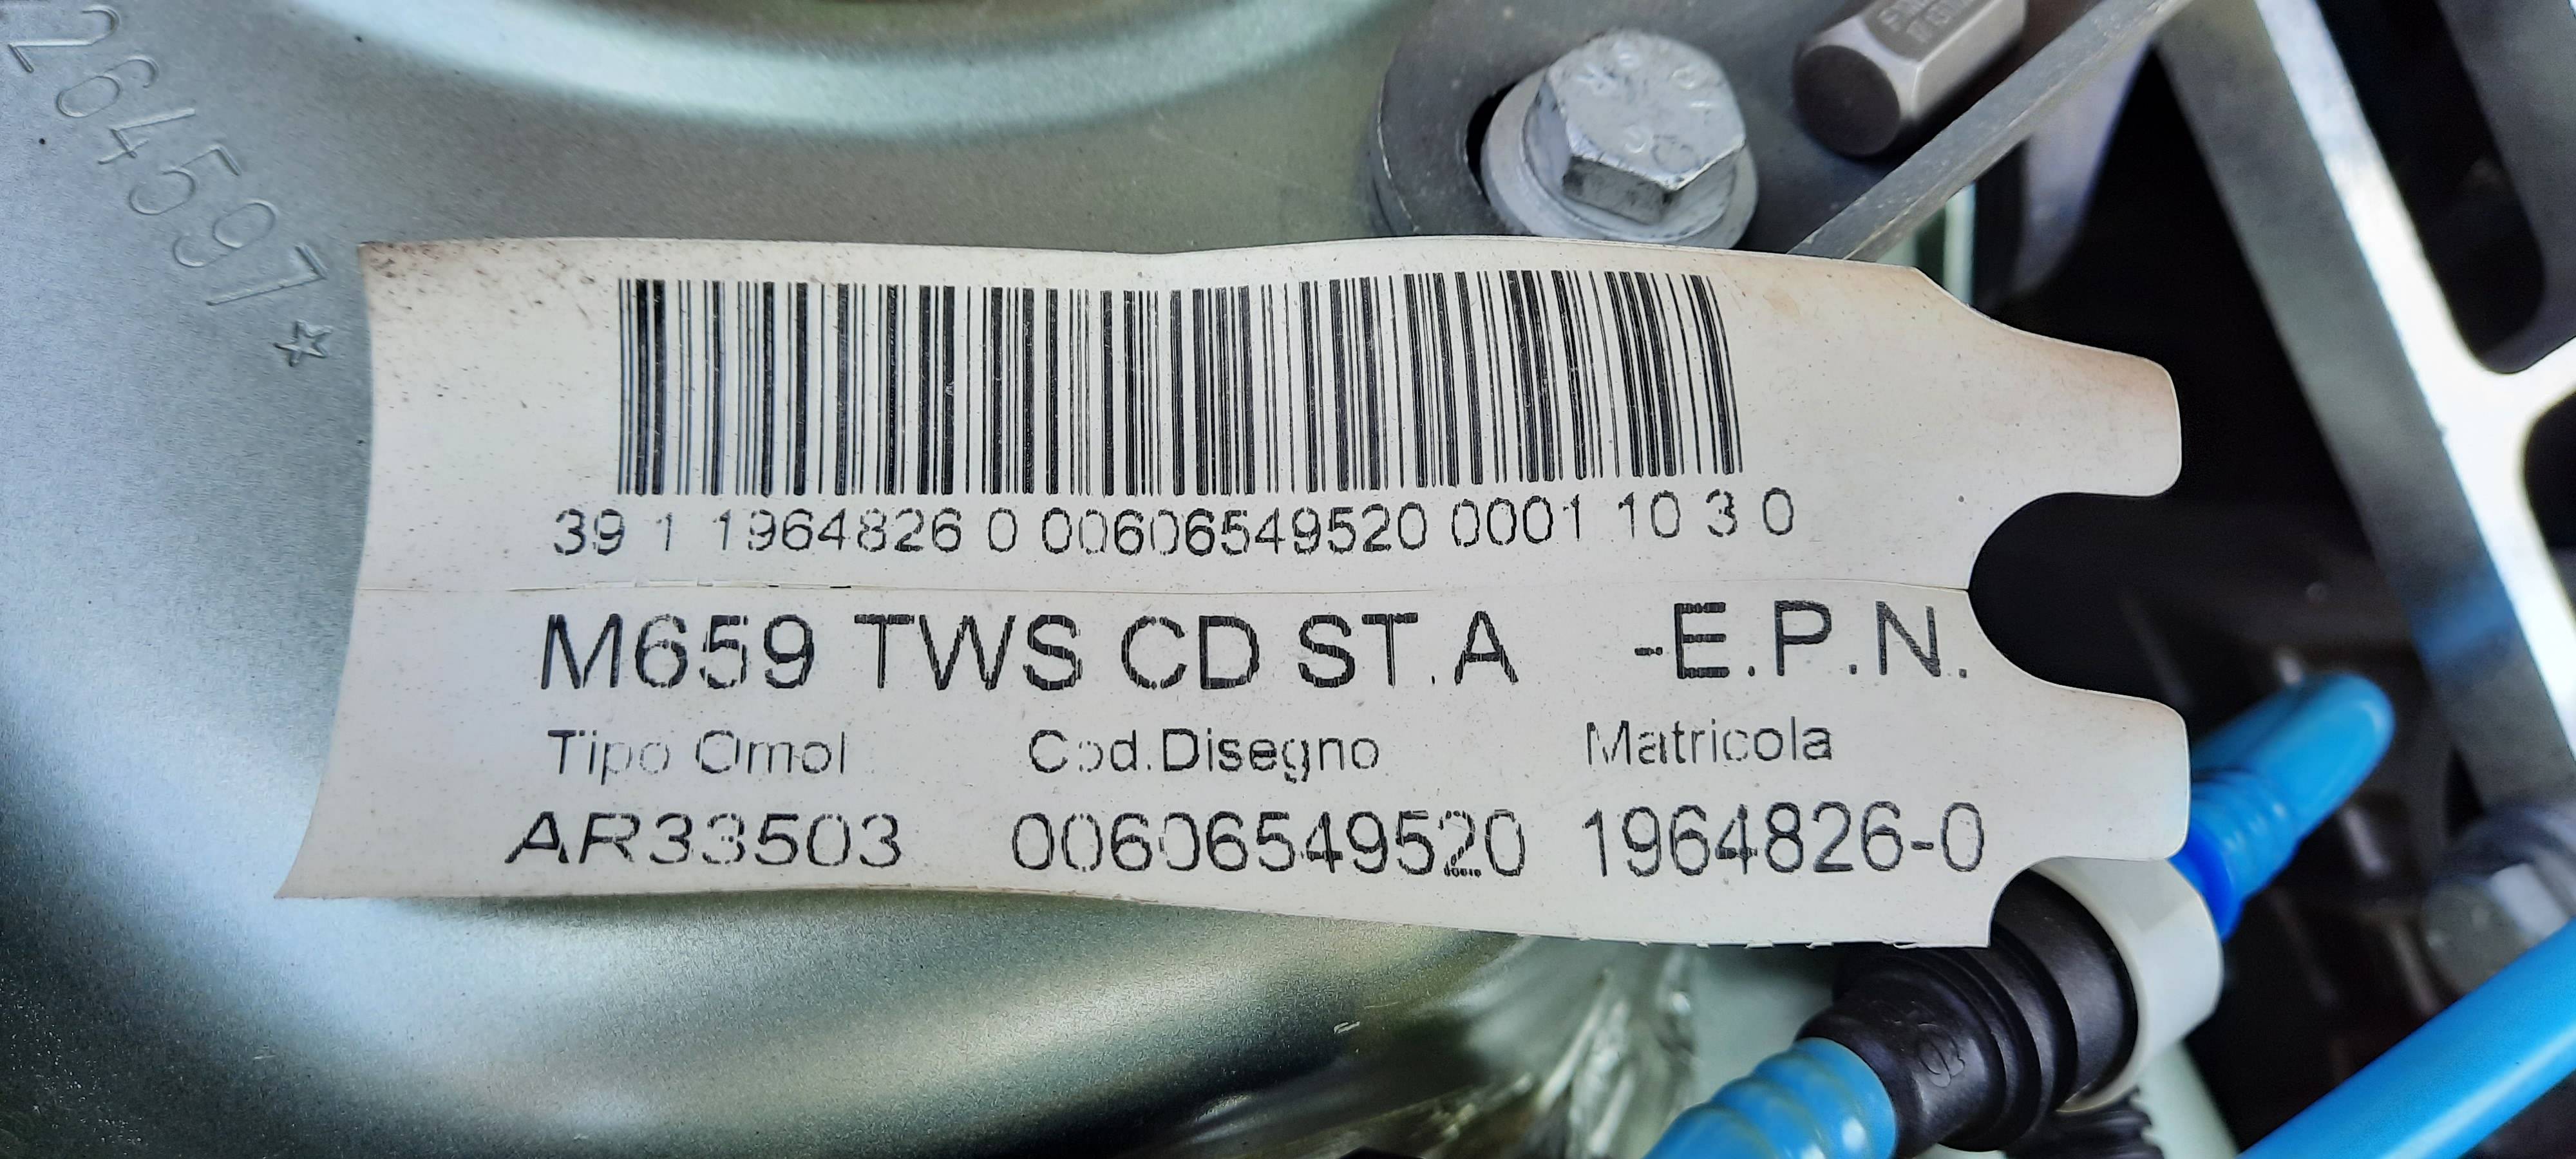 264597☆
39 1 1964826 0 00606549520 0001 10 3 0
M659 TWS CD ST.A -E.P.N.
Tipo Omol Cod.Disegno Matricola
AR33503 00606549520 1964826-0